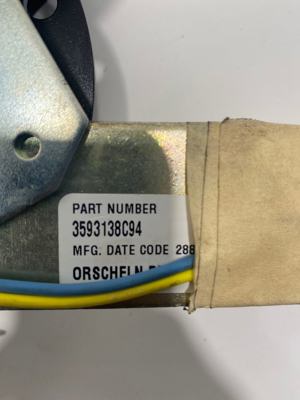 PART NUMBER
3593138C94
MFG. DATE CODE 288
ORSCHELN